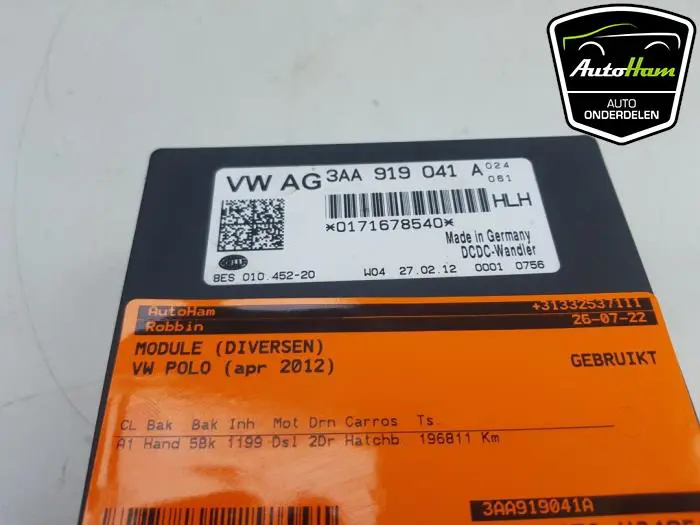 AutoHam
AUTO
ONDERDELEN
VW AG 3AA 919 041 A 024
061
HLH
*0171678540*
Made in Germany
DCDC-Wandler
HELLA
8ES 010.452-20 W04 27.02.12 0001 0756
AutoHam +31332537111
Robbin 26-07-22
MODULE (DIVERSEN) GEBRUIKT
VW POLO (apr 2012)
CL Bak Bak Inh Mot Drn Carros Ts
A1 Hand 5Bk 1199 Dsl 2Dr Hatchb 196811 Km
3AA919041A